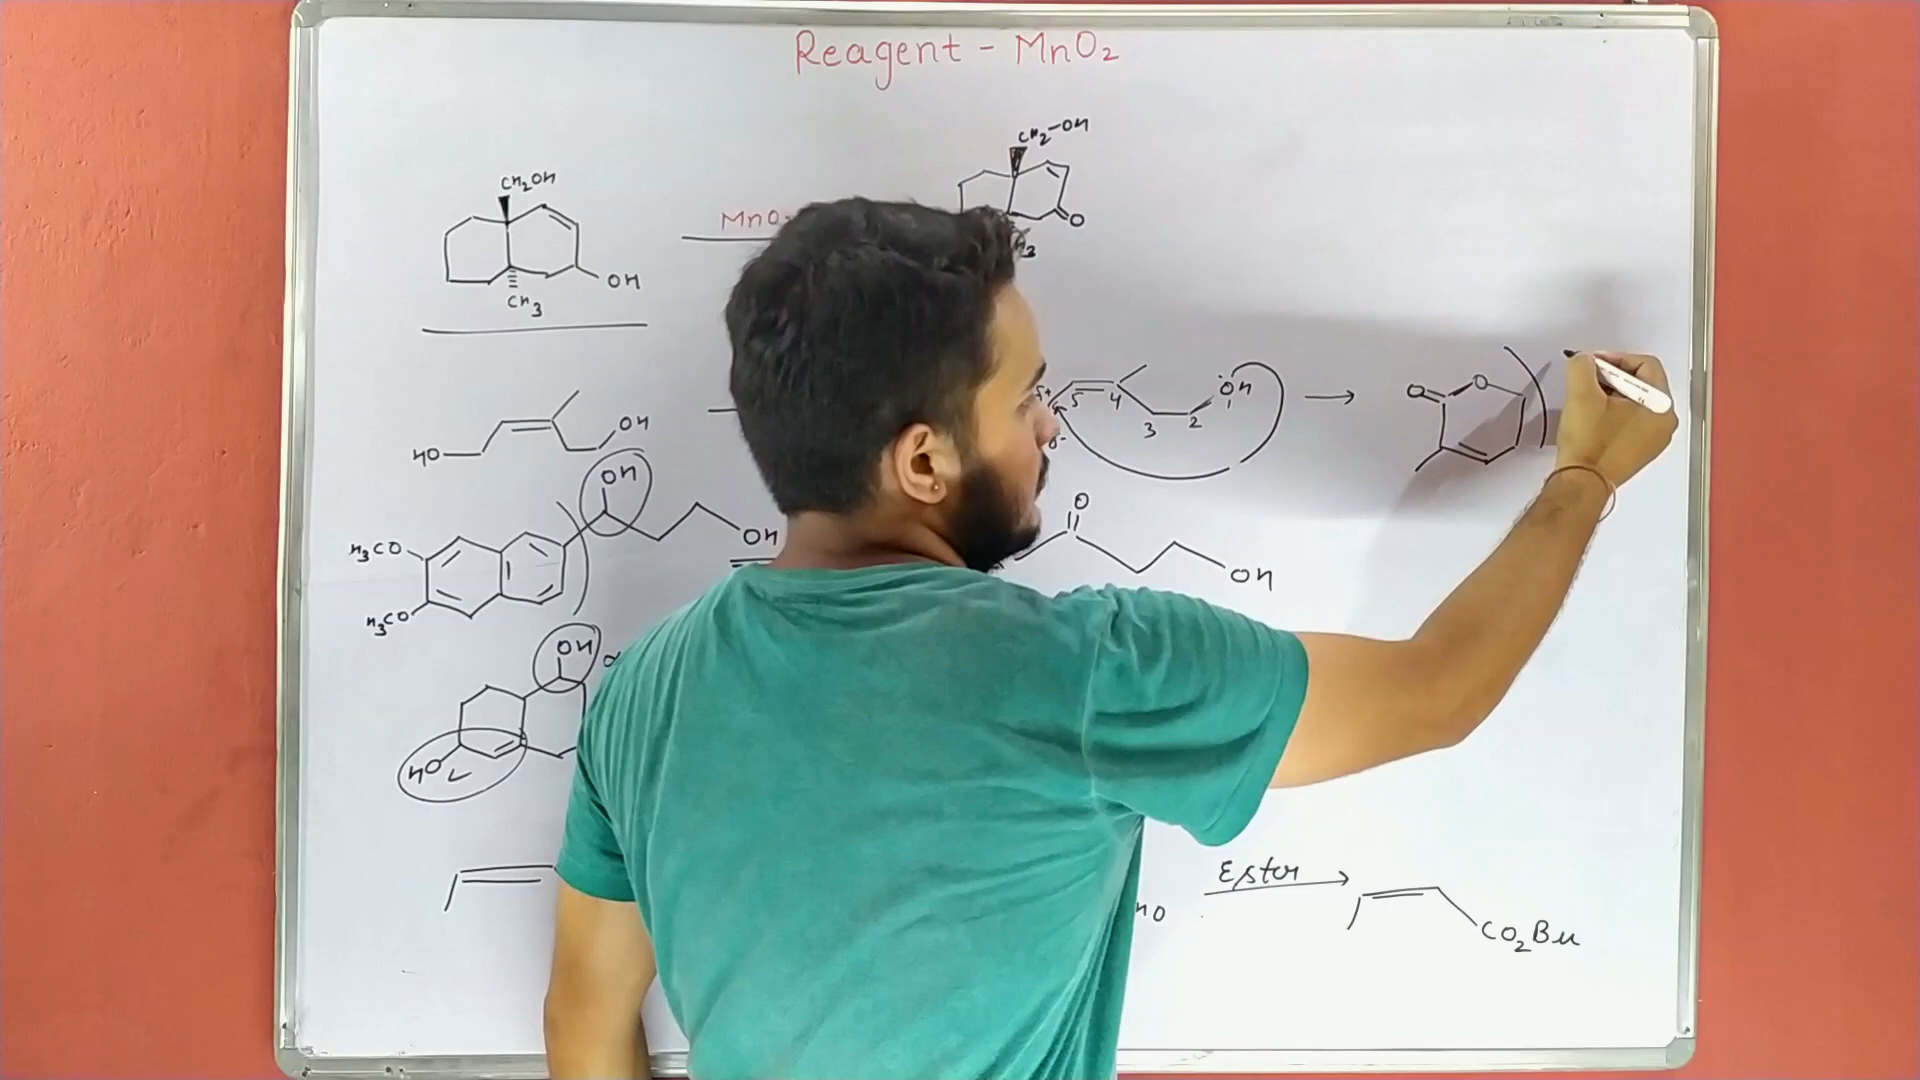 Reagent - MnO₂
CH₂-OH
CH₂OH
MnO₂
O
OH
CH₃
O
OH
5 4
3 2
δ-
O O
HO
OH
OH
OH
O
OH
H₃CO
H₃CO
OH
HO
Ester
CO₂Bu